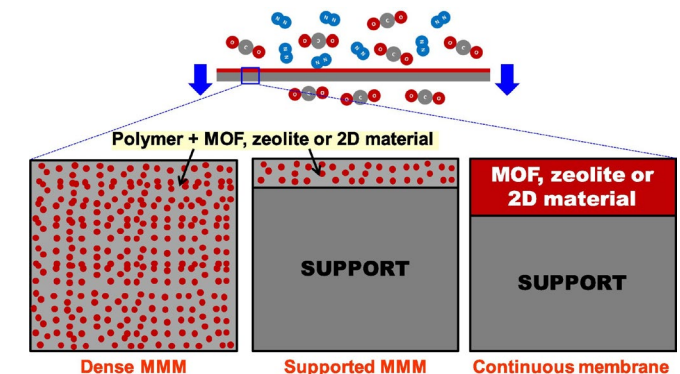 N N N N N N
O C O O C O O C O O C O O C O
N N N N N N
O C O O C O O C O
Polymer + MOF, zeolite or 2D material
MOF, zeolite or
2D material
SUPPORT
SUPPORT
Dense MMM
Supported MMM
Continuous membrane